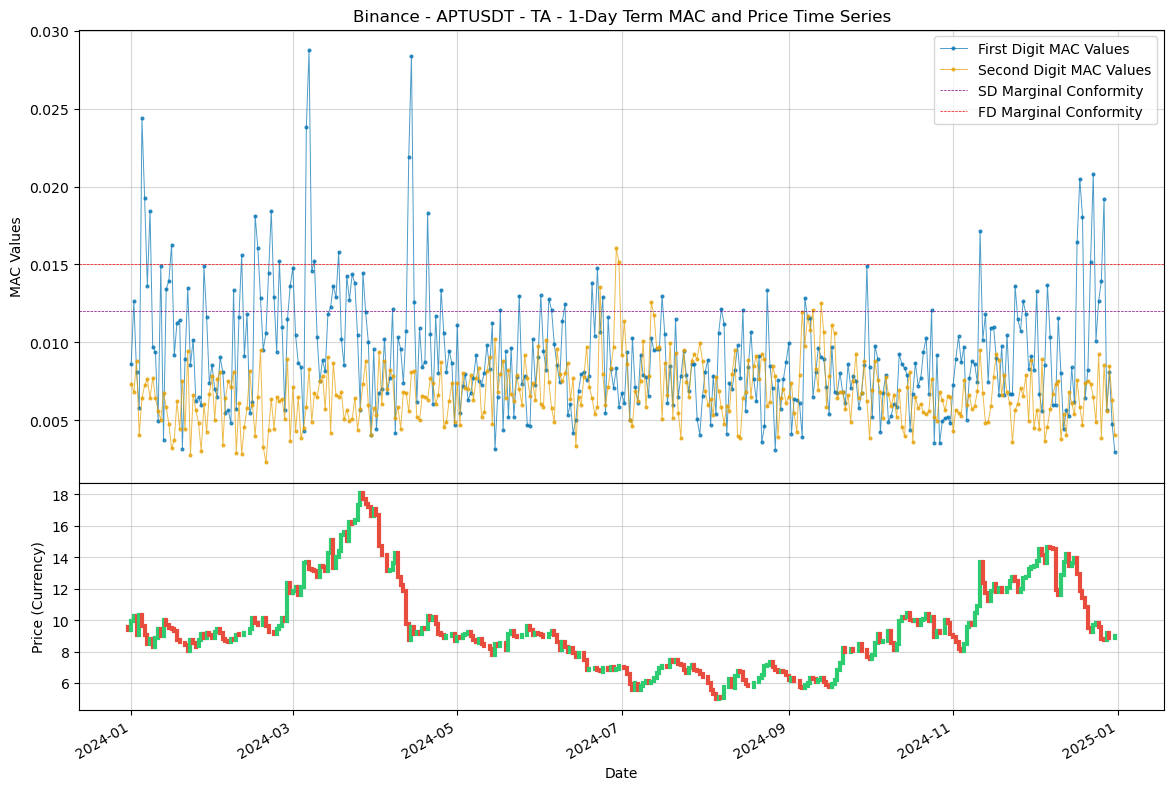 Binance - APTUSDT - TA - 1-Day Term MAC and Price Time Series
MAC Values
0.030
0.025
0.020
0.015
0.010
0.005
First Digit MAC Values
Second Digit MAC Values
SD Marginal Conformity
FD Marginal Conformity
Price (Currency)
18
16
14
12
10
8
6
2024-01
2024-03
2024-05
2024-07
2024-09
2024-11
2025-01
Date